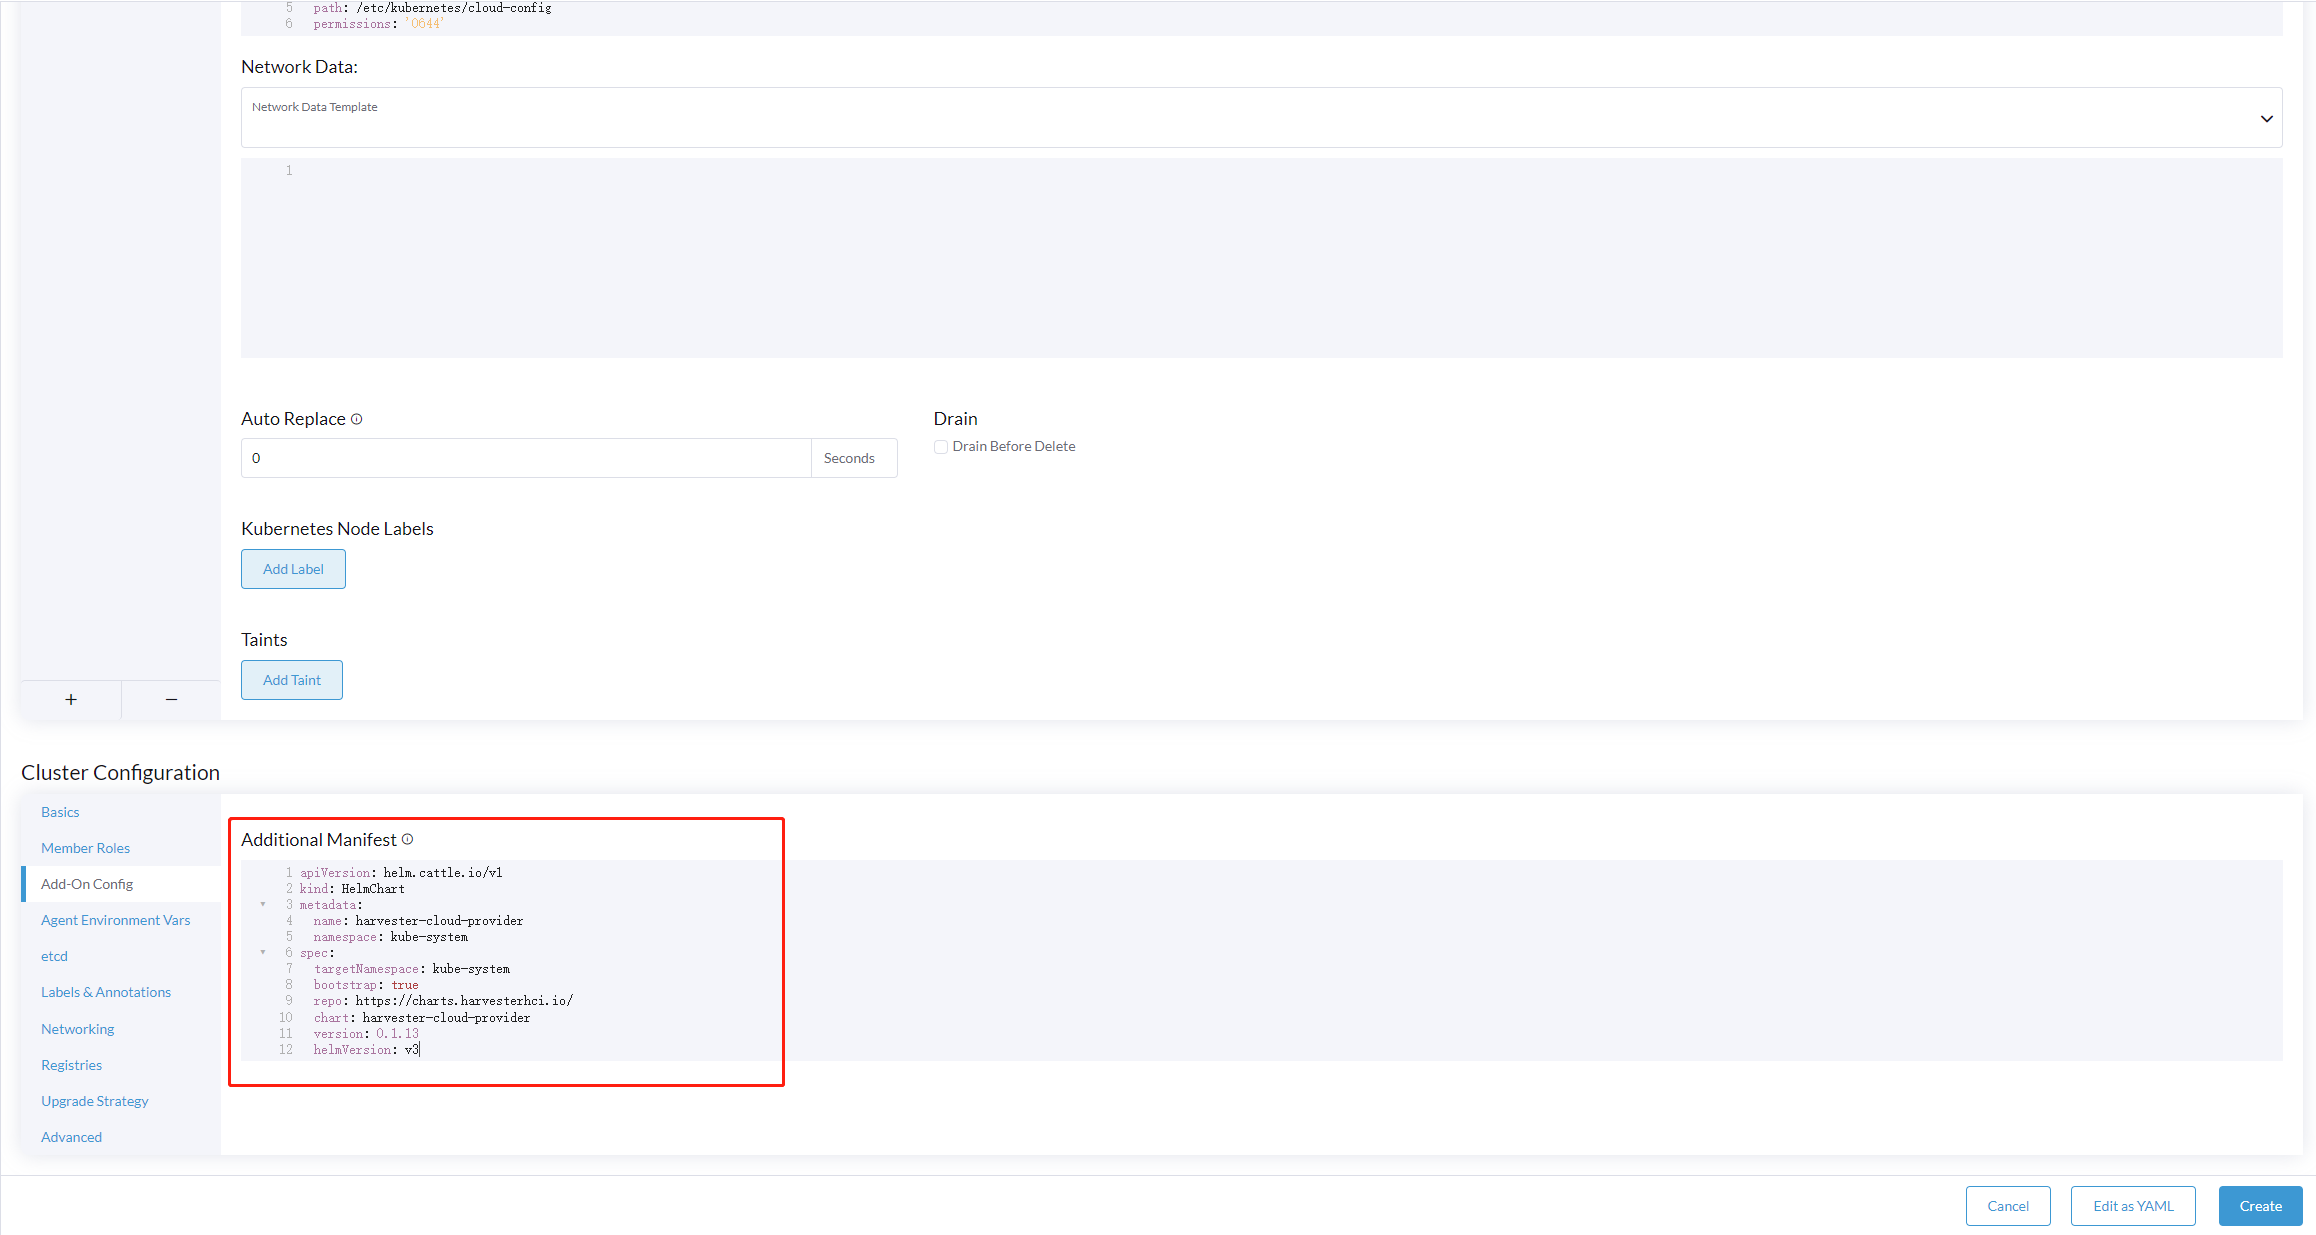 5 path: /etc/kubernetes/cloud-config
6 permissions: '0644'
Network Data:
Network Data Template
1
Auto Replace
0 Seconds
Drain
Drain Before Delete
Kubernetes Node Labels
Add Label
Taints
Add Taint
+ −
Cluster Configuration
Basics
Member Roles
Add-On Config
Agent Environment Vars
etcd
Labels & Annotations
Networking
Registries
Upgrade Strategy
Advanced
Additional Manifest
1 apiVersion: helm.cattle.io/v1
2 kind: HelmChart
3 metadata:
4 name: harvester-cloud-provider
5 namespace: kube-system
6 spec:
7 targetNamespace: kube-system
8 bootstrap: true
9 repo: https://charts.harvesterhci.io/
10 chart: harvester-cloud-provider
11 version: 0.1.13
12 helmVersion: v3
Cancel Edit as YAML Create